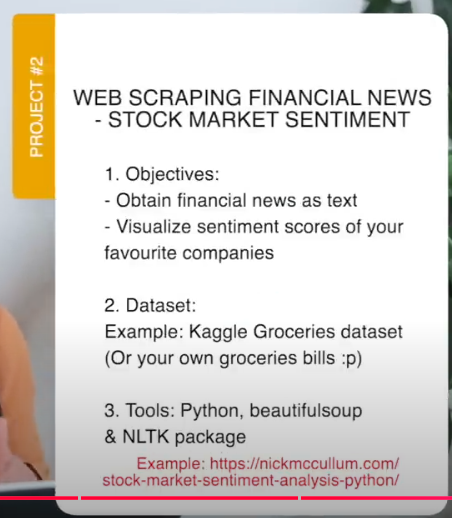 PROJECT #2
WEB SCRAPING FINANCIAL NEWS
- STOCK MARKET SENTIMENT
1. Objectives:
- Obtain financial news as text
- Visualize sentiment scores of your
favourite companies
2. Dataset:
Example: Kaggle Groceries dataset
(Or your own groceries bills :p)
3. Tools: Python, beautifulsoup
& NLTK package
Example: https://nickmccullum.com/
stock-market-sentiment-analysis-python/